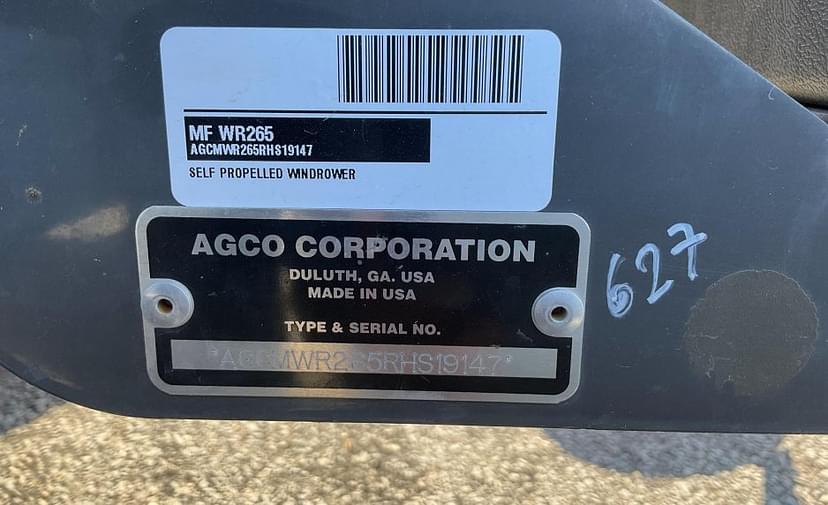 MF WR265
AGCMWR265RHS19147
SELF PROPELLED WINDROWER
AGCO CORPORATION
DULUTH, GA. USA
MADE IN USA
TYPE & SERIAL NO.
*AGCMWR265RHS19147*
627